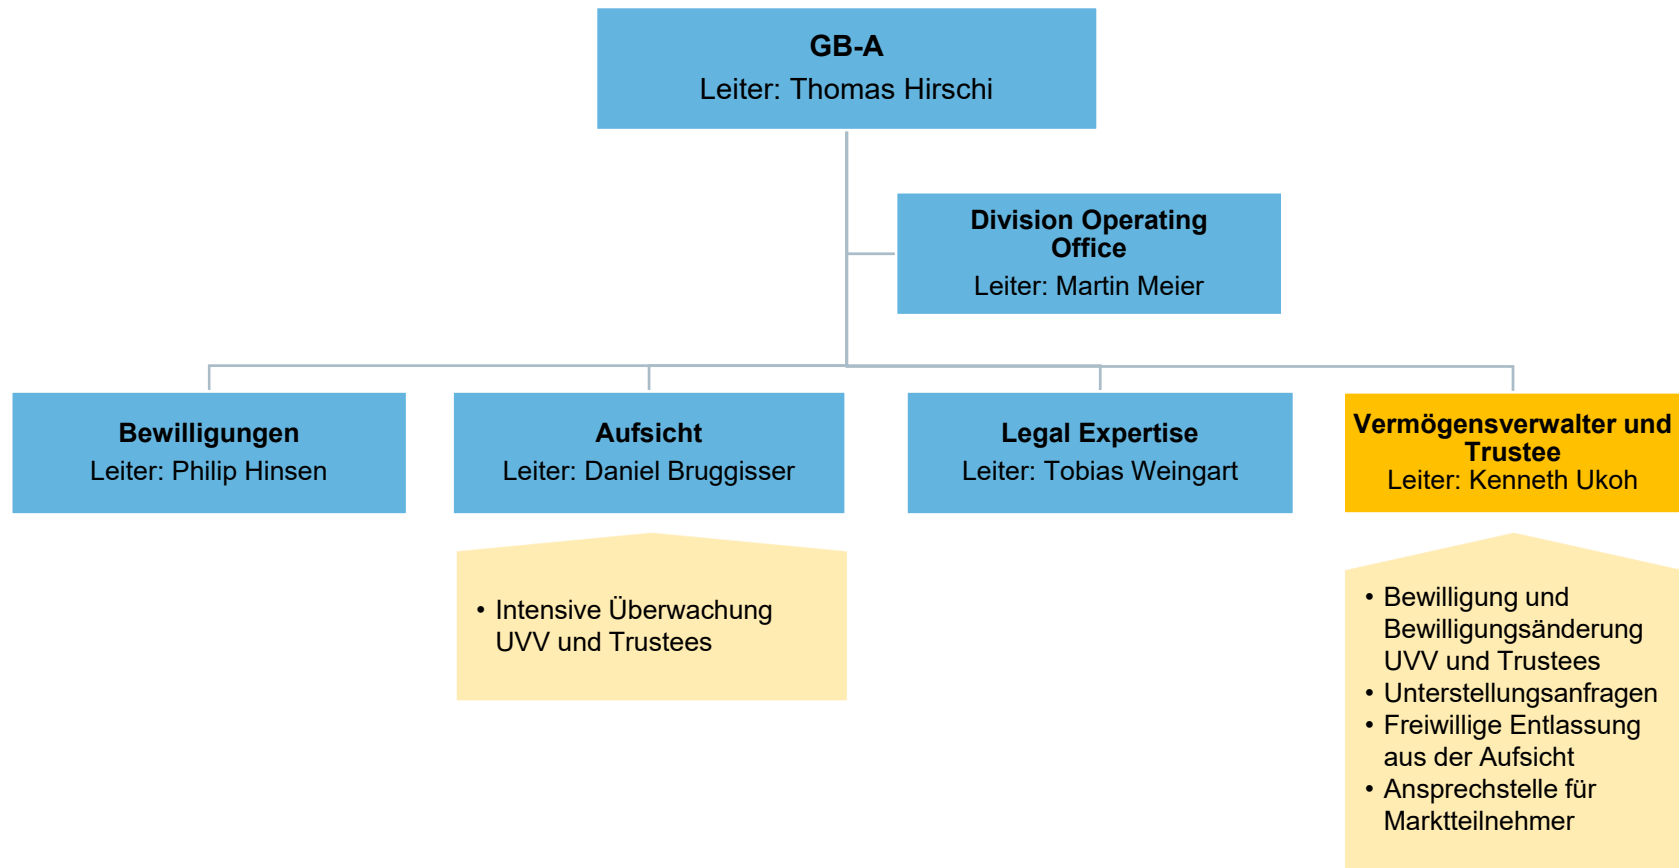 GB-A
Leiter: Thomas Hirschi
Division Operating
Office
Leiter: Martin Meier
Bewilligungen
Leiter: Philip Hinsen
Aufsicht
Leiter: Daniel Bruggisser
Legal Expertise
Leiter: Tobias Weingart
Vermögensverwalter und
Trustee
Leiter: Kenneth Ukoh
• Intensive Überwachung
UVV und Trustees
• Bewilligung und
Bewilligungsänderung
UVV und Trustees
• Unterstellungsanfragen
• Freiwillige Entlassung
aus der Aufsicht
• Ansprechstelle für
Marktteilnehmer